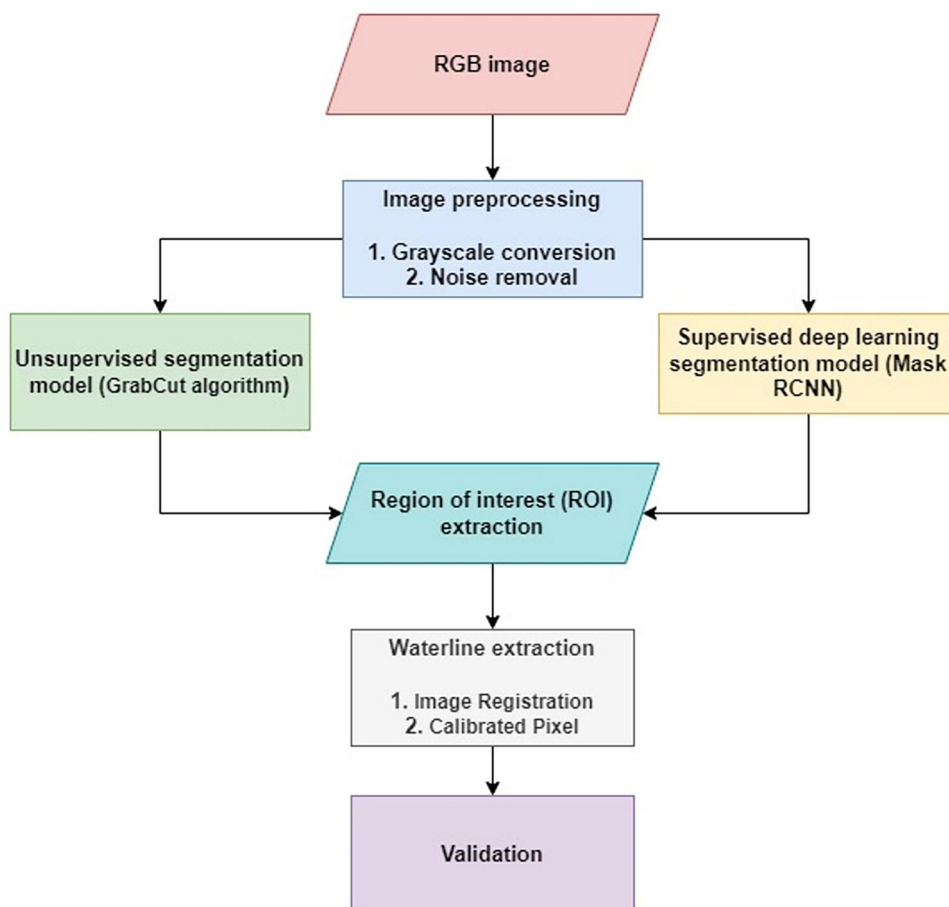 RGB image
Image preprocessing
1. Grayscale conversion
2. Noise removal
Unsupervised segmentation
model (GrabCut algorithm)
Supervised deep learning
segmentation model (Mask
RCNN)
Region of interest (ROI)
extraction
Waterline extraction
1. Image Registration
2. Calibrated Pixel
Validation